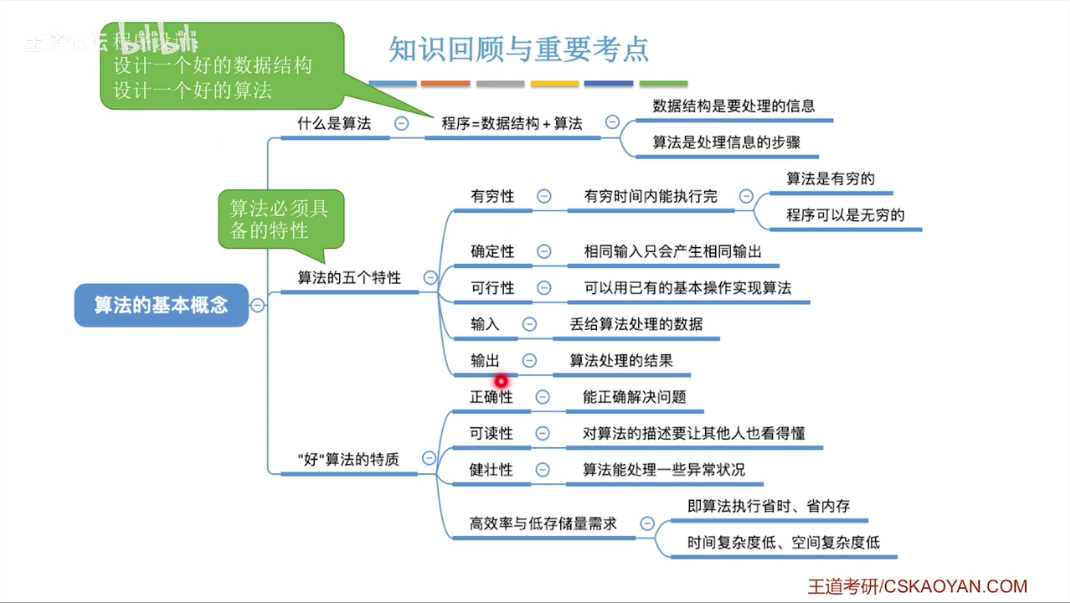 王道论坛
bilibili
程序设计:
设计一个好的数据结构
设计一个好的算法
知识回顾与重要考点
什么是算法
程序=数据结构+算法
数据结构是要处理的信息
算法是处理信息的步骤
算法必须具
备的特性
算法的基本概念
算法的五个特性
有穷性
有穷时间内能执行完
算法是有穷的
程序可以是无穷的
确定性
相同输入只会产生相同输出
可行性
可以用已有的基本操作实现算法
输入
丢给算法处理的数据
输出
算法处理的结果
"好"算法的特质
正确性
能正确解决问题
可读性
对算法的描述要让其他人也看得懂
健壮性
算法能处理一些异常状况
高效率与低存储量需求
即算法执行省时、省内存
时间复杂度低、空间复杂度低
王道考研/CSKAOYAN.COM